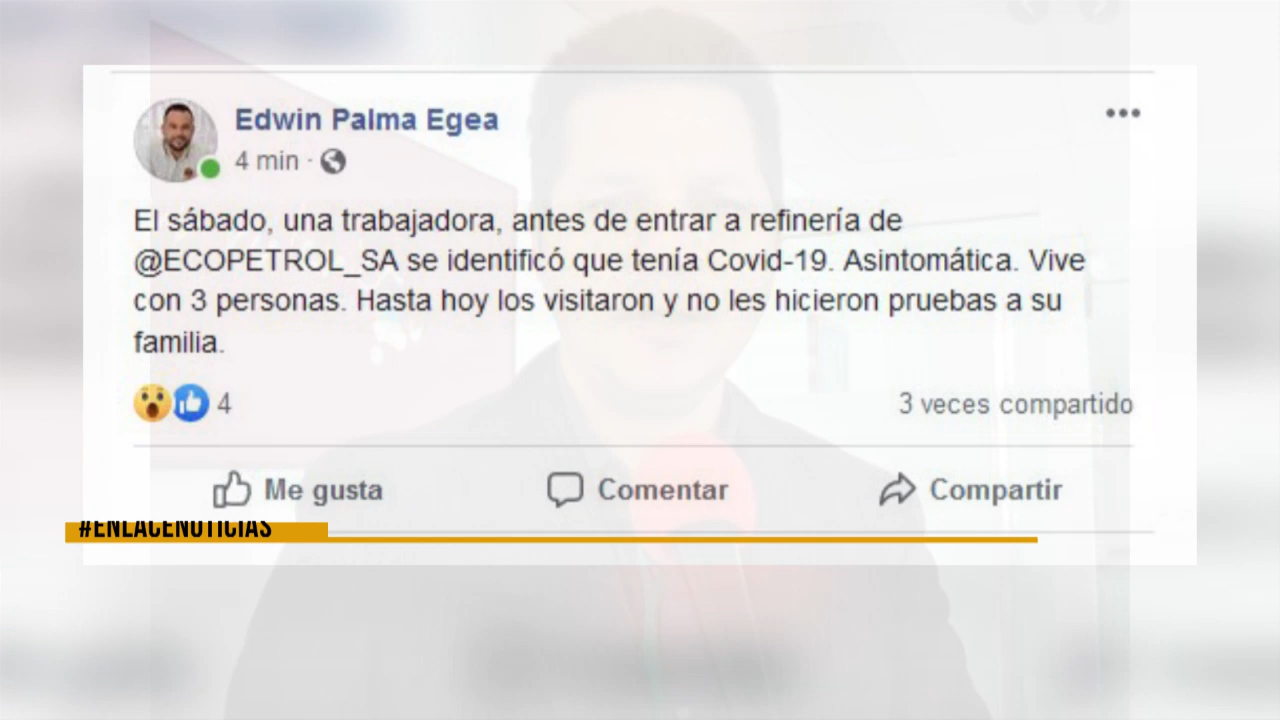 Edwin Palma Egea
4 min ·
El sábado, una trabajadora, antes de entrar a refinería de
@ECOPETROL_SA se identificó que tenía Covid-19. Asintomática. Vive
con 3 personas. Hasta hoy los visitaron y no les hicieron pruebas a su
familia.
4
3 veces compartido
Me gusta
Comentar
Compartir
#ENLACENOTICIAS